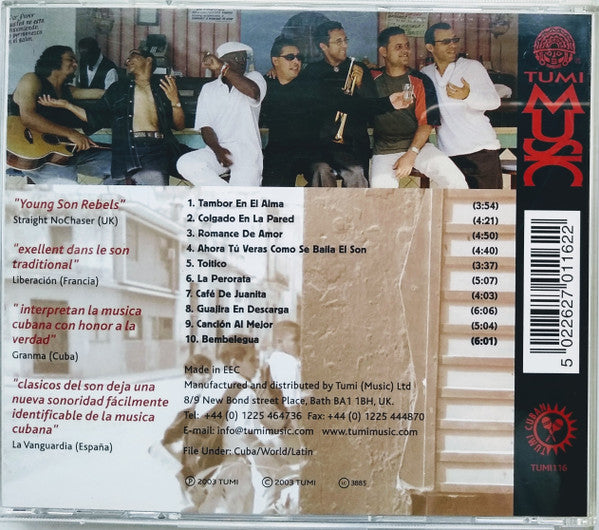 TUMI
MUSIC
"Young Son Rebels"
Straight NoChaser (UK)
"exellent dans le son
traditional"
Liberación (Francia)
"interpretan la musica
cubana con honor a la
verdad"
Granma (Cuba)
"clasicos del son deja una
nueva sonoridad fácilmente
identificable de la musica
cubana"
La Vanguardia (España)
1. Tambor En El Alma (3:54)
2. Colgado En La Pared (4:21)
3. Romance De Amor (4:50)
4. Ahora Tú Veras Como Se Baila El Son (4:40)
5. Toitico (3:37)
6. La Perorata (5:07)
7. Café De Juanita (4:03)
8. Guajira En Descarga (6:06)
9. Canción Al Mejor (5:04)
10. Bembelegua (6:01)
Made in EEC
Manufactured and distributed by Tumi (Music) Ltd
8/9 New Bond street Place, Bath BA1 1BH, UK.
Tel: +44 (0) 1225 464736 Fax: +44 (0) 1225 444870
E-mail: info@tumimusic.com www.tumimusic.com
File Under: Cuba/World/Latin
℗ 2003 TUMI © 2003 TUMI LC 3885
5 022627 011622
TUMI CUBAN
TUMI116